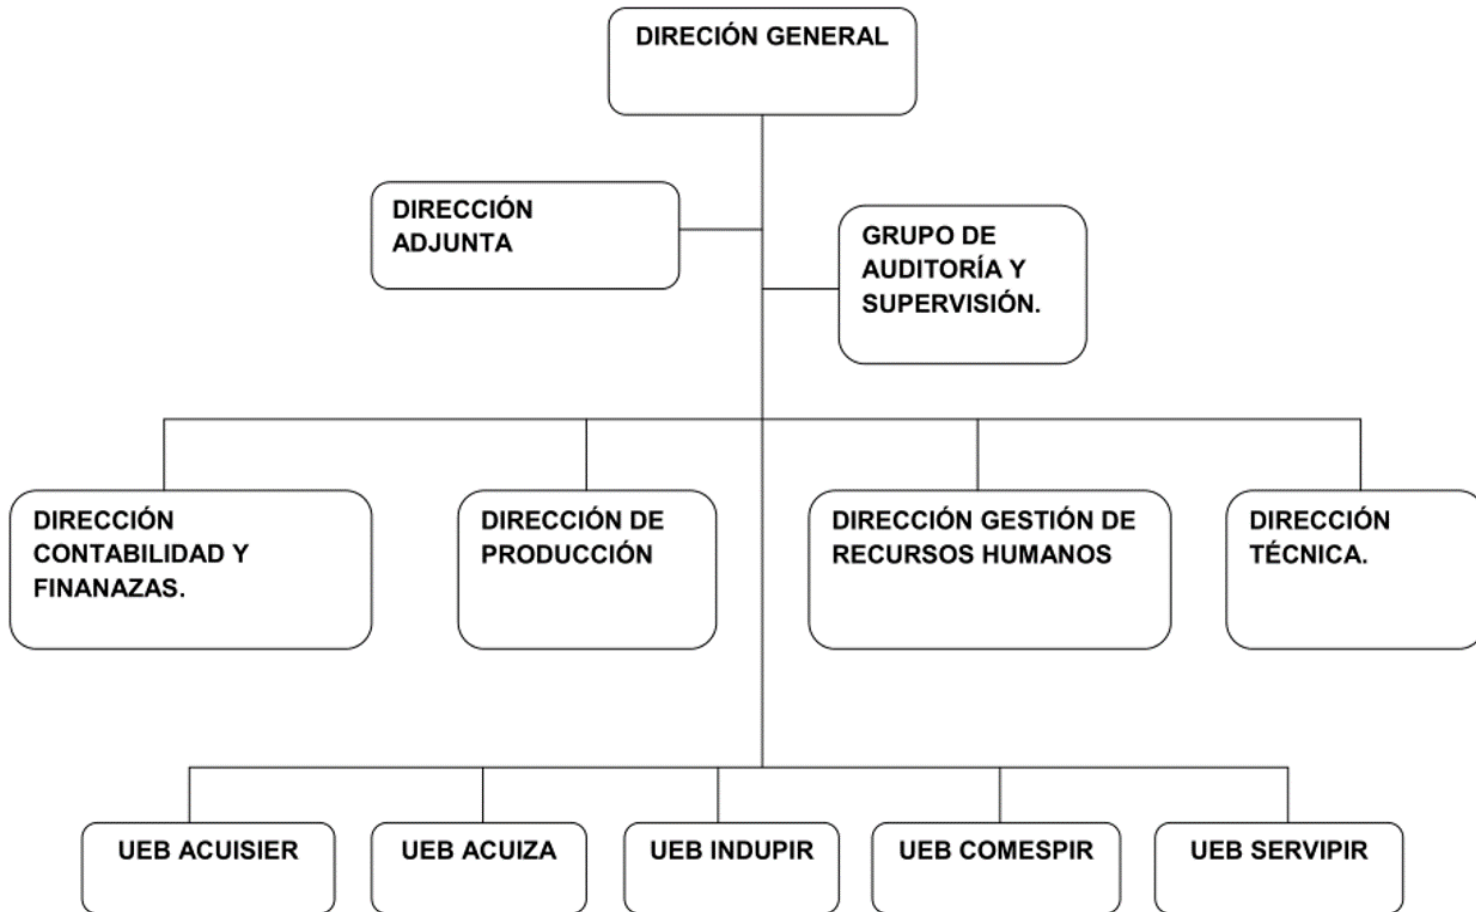 DIRECIÓN GENERAL
DIRECCIÓN
ADJUNTA
GRUPO DE
AUDITORÍA Y
SUPERVISIÓN.
DIRECCIÓN
CONTABILIDAD Y
FINANAZAS.
DIRECCIÓN DE
PRODUCCIÓN
DIRECCIÓN GESTIÓN DE
RECURSOS HUMANOS
DIRECCIÓN
TÉCNICA.
UEB ACUISIER
UEB ACUIZA
UEB INDUPIR
UEB COMESPIR
UEB SERVIPIR